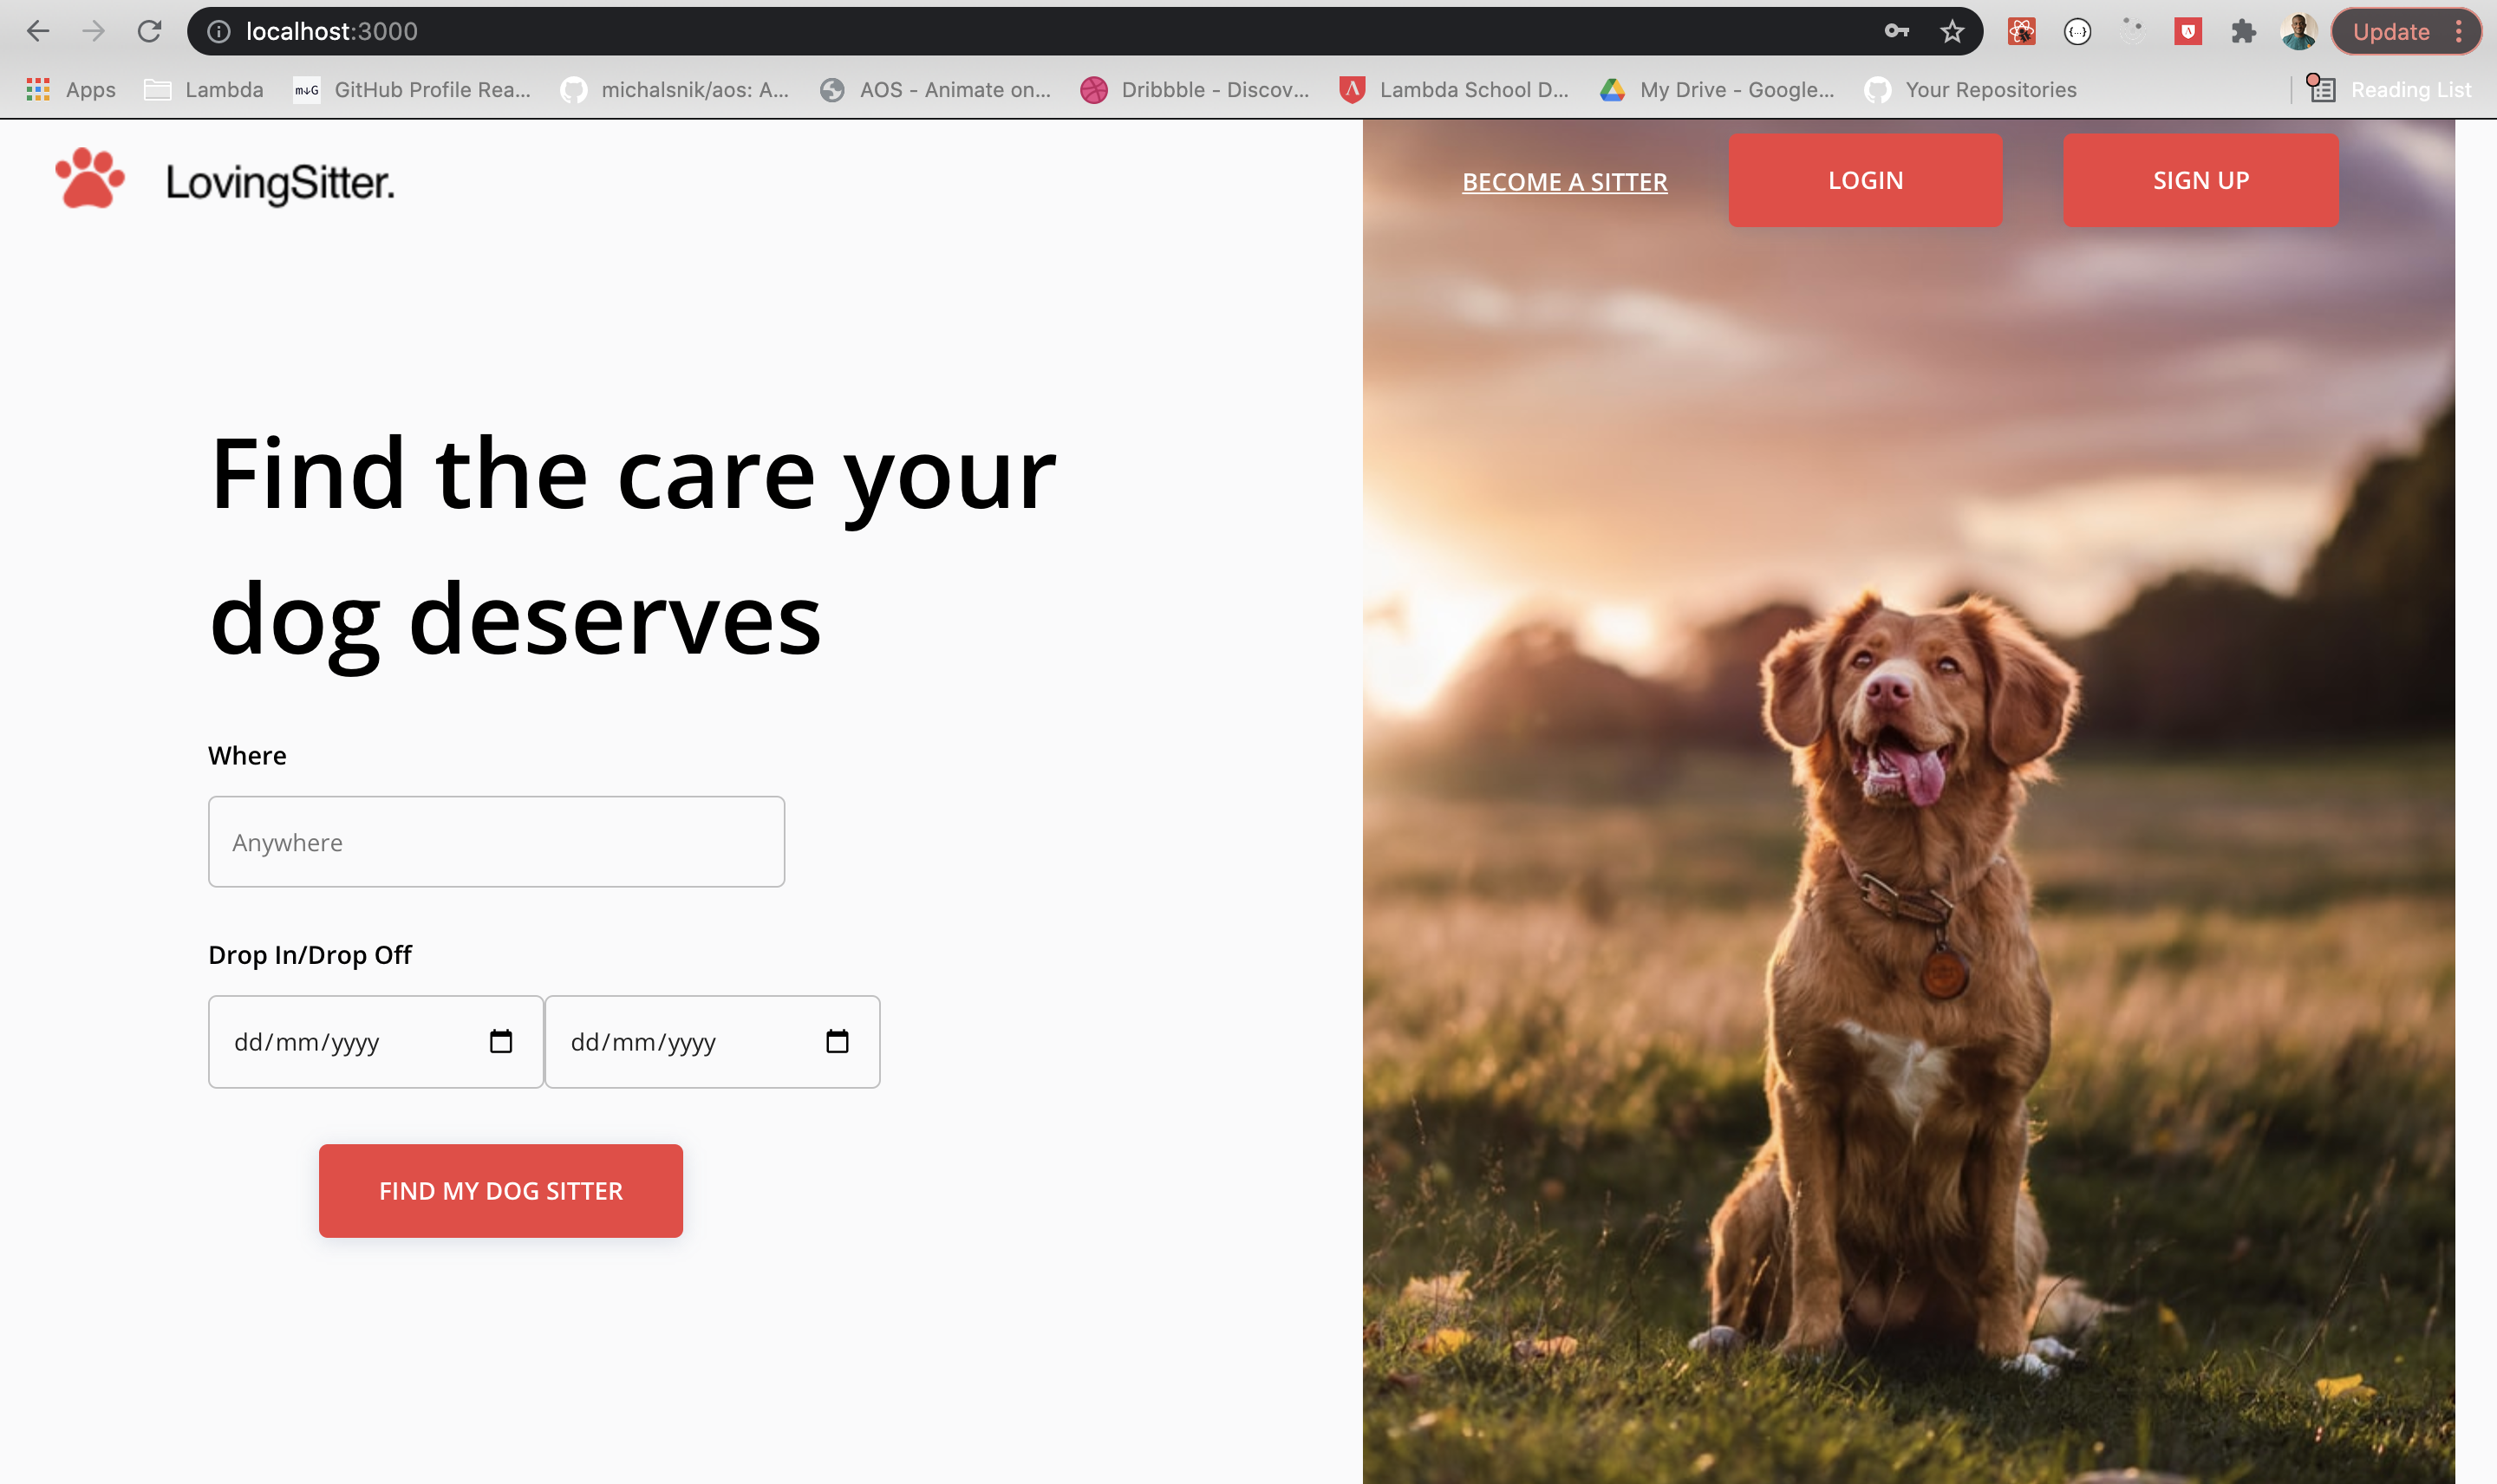 localhost:3000
Update
Apps
Lambda
m↓G
GitHub Profile Rea...
michalsnik/aos: A...
AOS - Animate on...
Dribbble - Discov...
Lambda School D...
My Drive - Google...
Your Repositories
Reading List
LovingSitter.
BECOME A SITTER
LOGIN
SIGN UP
Find the care your
dog deserves
Where
Anywhere
Drop In/Drop Off
dd/mm/yyyy
dd/mm/yyyy
FIND MY DOG SITTER